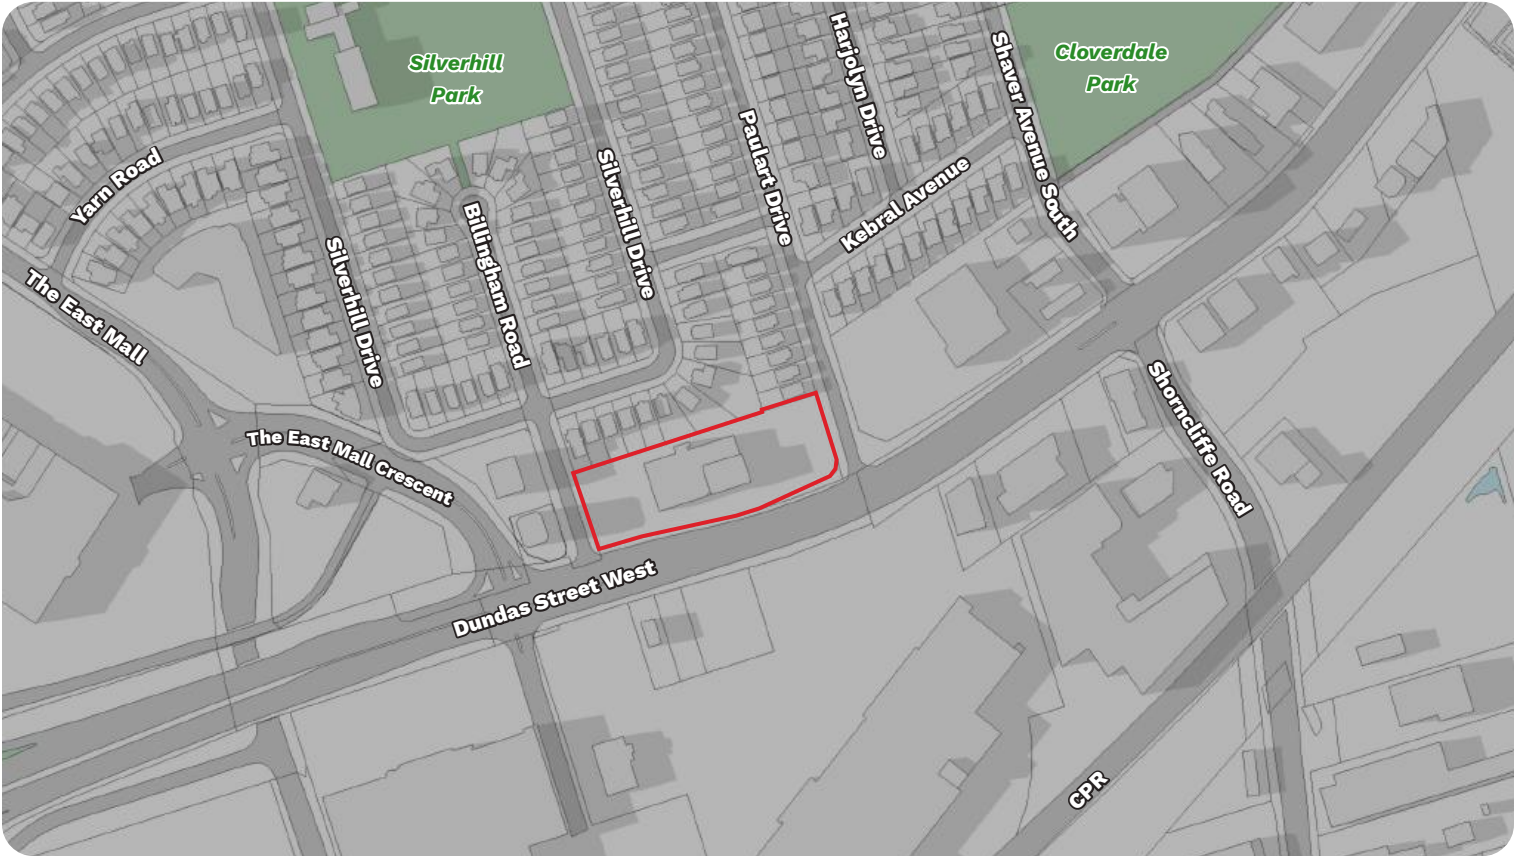 Silverhill
Park
Cloverdale
Park
Harjolyn Drive
Shaver Avenue South
Paulart Drive
Yarn Road
Silverhill Drive
Kebral Avenue
Billingham Road
Silverhill Drive
The East Mall
The East Mall Crescent
Shorncliffe Road
Dundas Street West
CPR